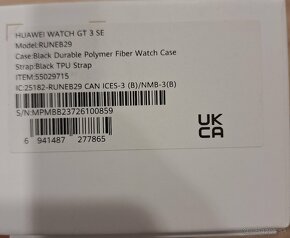 HUAWEI WATCH GT 3 SE
Model:RUNEB29
Case:Black Durable Polymer Fiber Watch Case
Strap:Black TPU Strap
ITEM:55029715
IC:25182-RUNEB29 CAN ICES-3 (B)/NMB-3(B)
S/N:MPMBB23726100859
6 941487 277865
UK
CA